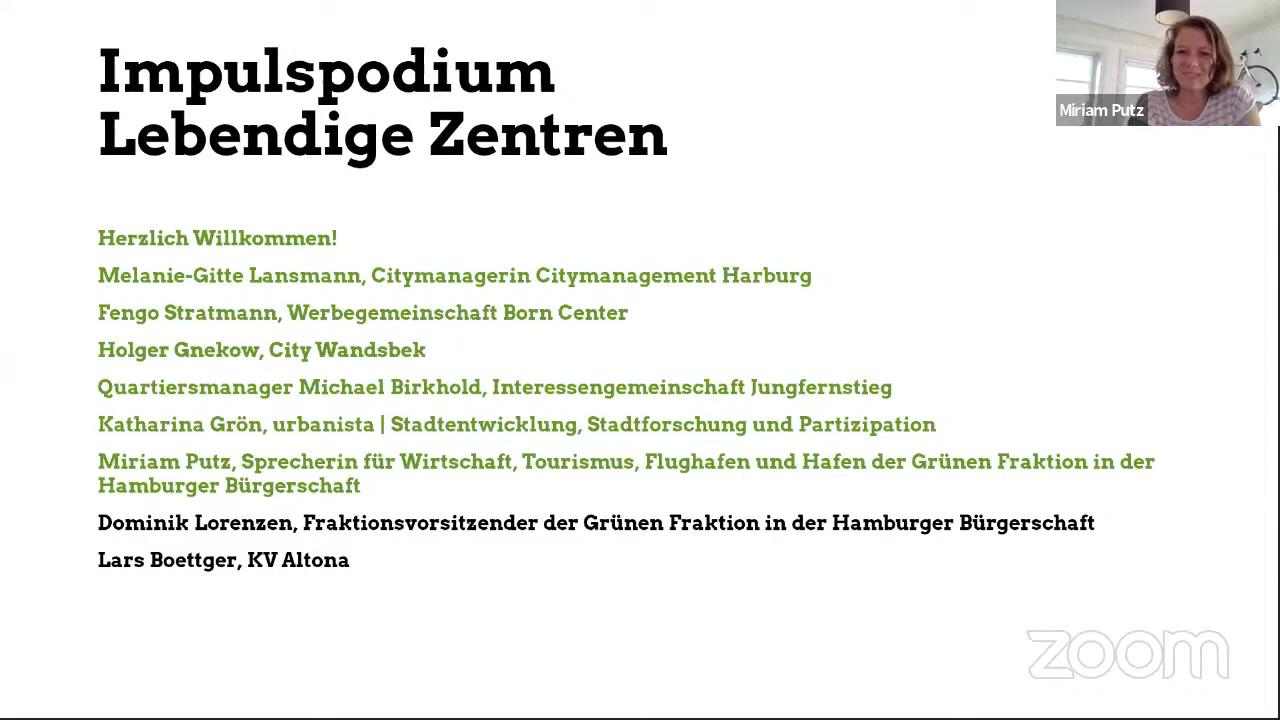 Impulspodium
Lebendige Zentren
Miriam Putz
Herzlich Willkommen!
Melanie-Gitte Lansmann, Citymanagerin Citymanagement Harburg
Fengo Stratmann, Werbegemeinschaft Born Center
Holger Gnekow, City Wandsbek
Quartiersmanager Michael Birkhold, Interessengemeinschaft Jungfernstieg
Katharina Grön, urbanista | Stadtentwicklung, Stadtforschung und Partizipation
Miriam Putz, Sprecherin für Wirtschaft, Tourismus, Flughafen und Hafen der Grünen Fraktion in der
Hamburger Bürgerschaft
Dominik Lorenzen, Fraktionsvorsitzender der Grünen Fraktion in der Hamburger Bürgerschaft
Lars Boettger, KV Altona
zoom